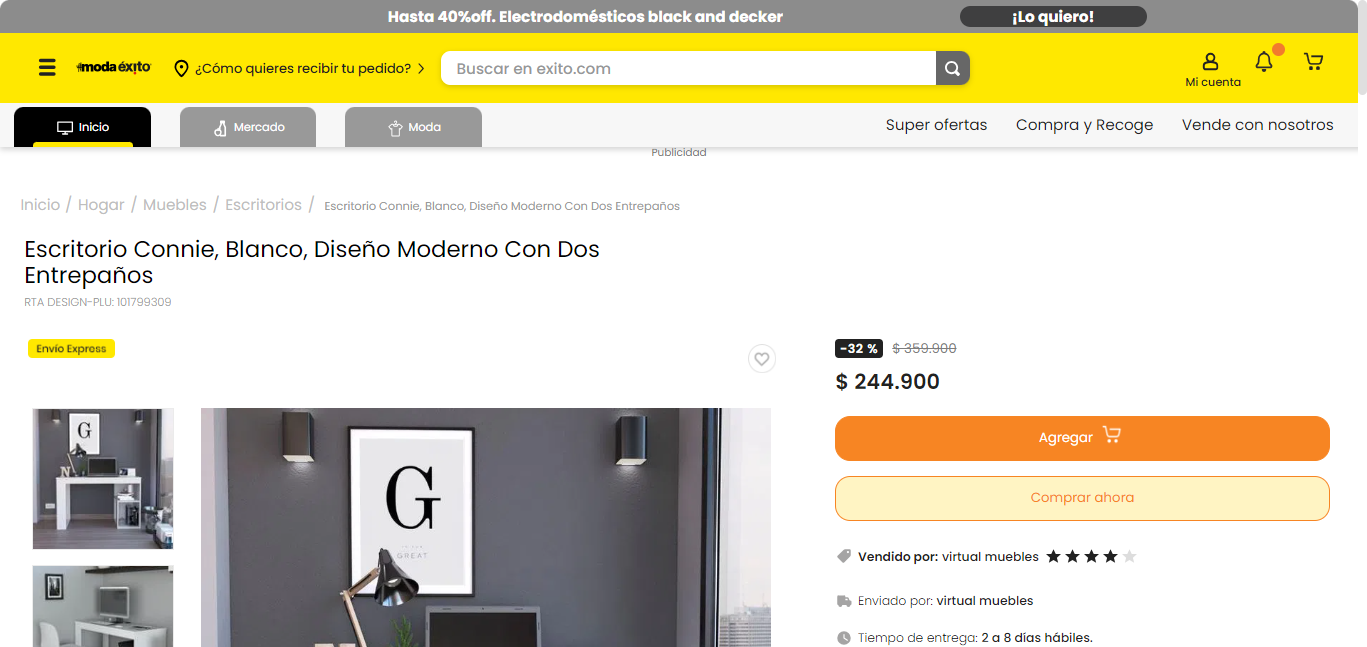 Hasta 40%off. Electrodomésticos black and decker
¡Lo quiero!
moda éxito
¿Cómo quieres recibir tu pedido?
Buscar en exito.com
Mi cuenta
Inicio
Mercado
Moda
Super ofertas
Compra y Recoge
Vende con nosotros
Publicidad
Inicio / Hogar / Muebles / Escritorios / Escritorio Connie, Blanco, Diseño Moderno Con Dos Entrepaños
Escritorio Connie, Blanco, Diseño Moderno Con Dos
Entrepaños
RTA DESIGN-PLU: 101799309
Envío Express
-32 % $ 359.900
$ 244.900
Agregar
Comprar ahora
Vendido por: virtual muebles
Enviado por: virtual muebles
Tiempo de entrega: 2 a 8 días hábiles.
G
N
G
GREAT